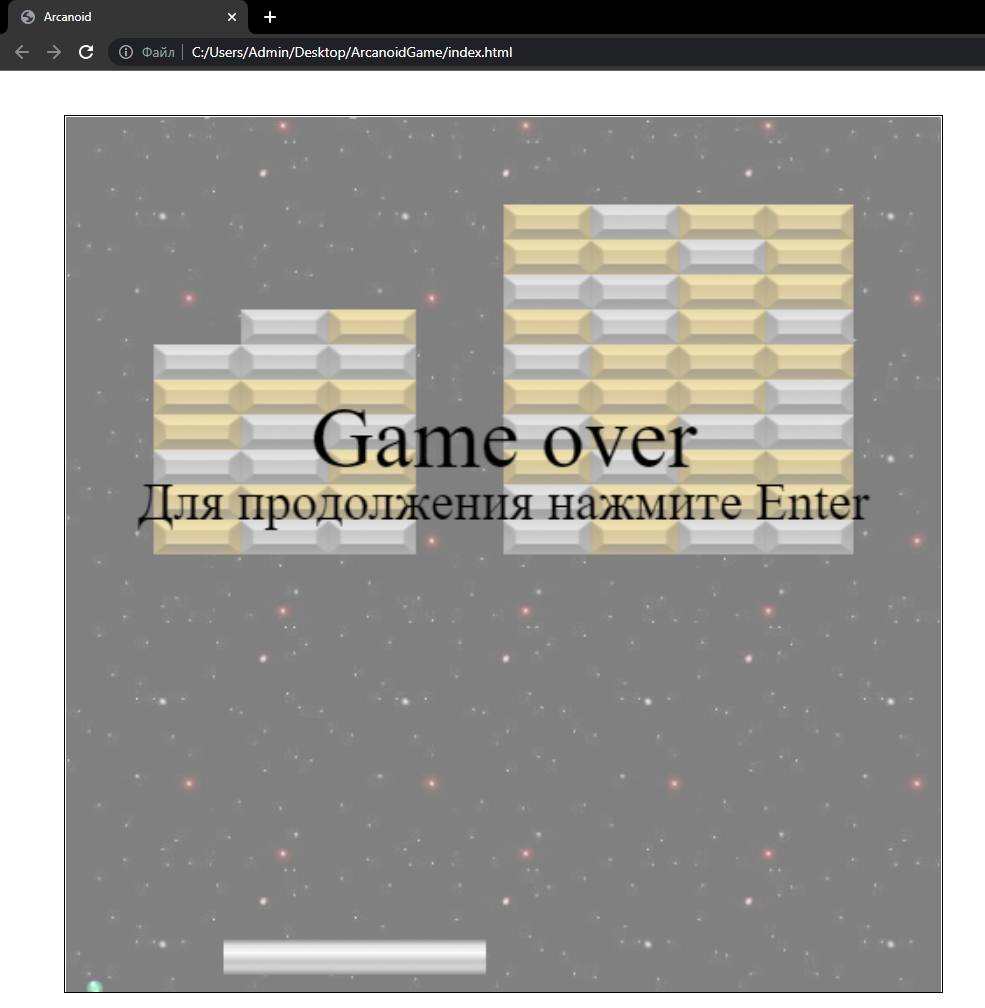 Arcanoid
Файл C:/Users/Admin/Desktop/ArcanoidGame/index.html
Game over
Для продолжения нажмите Enter